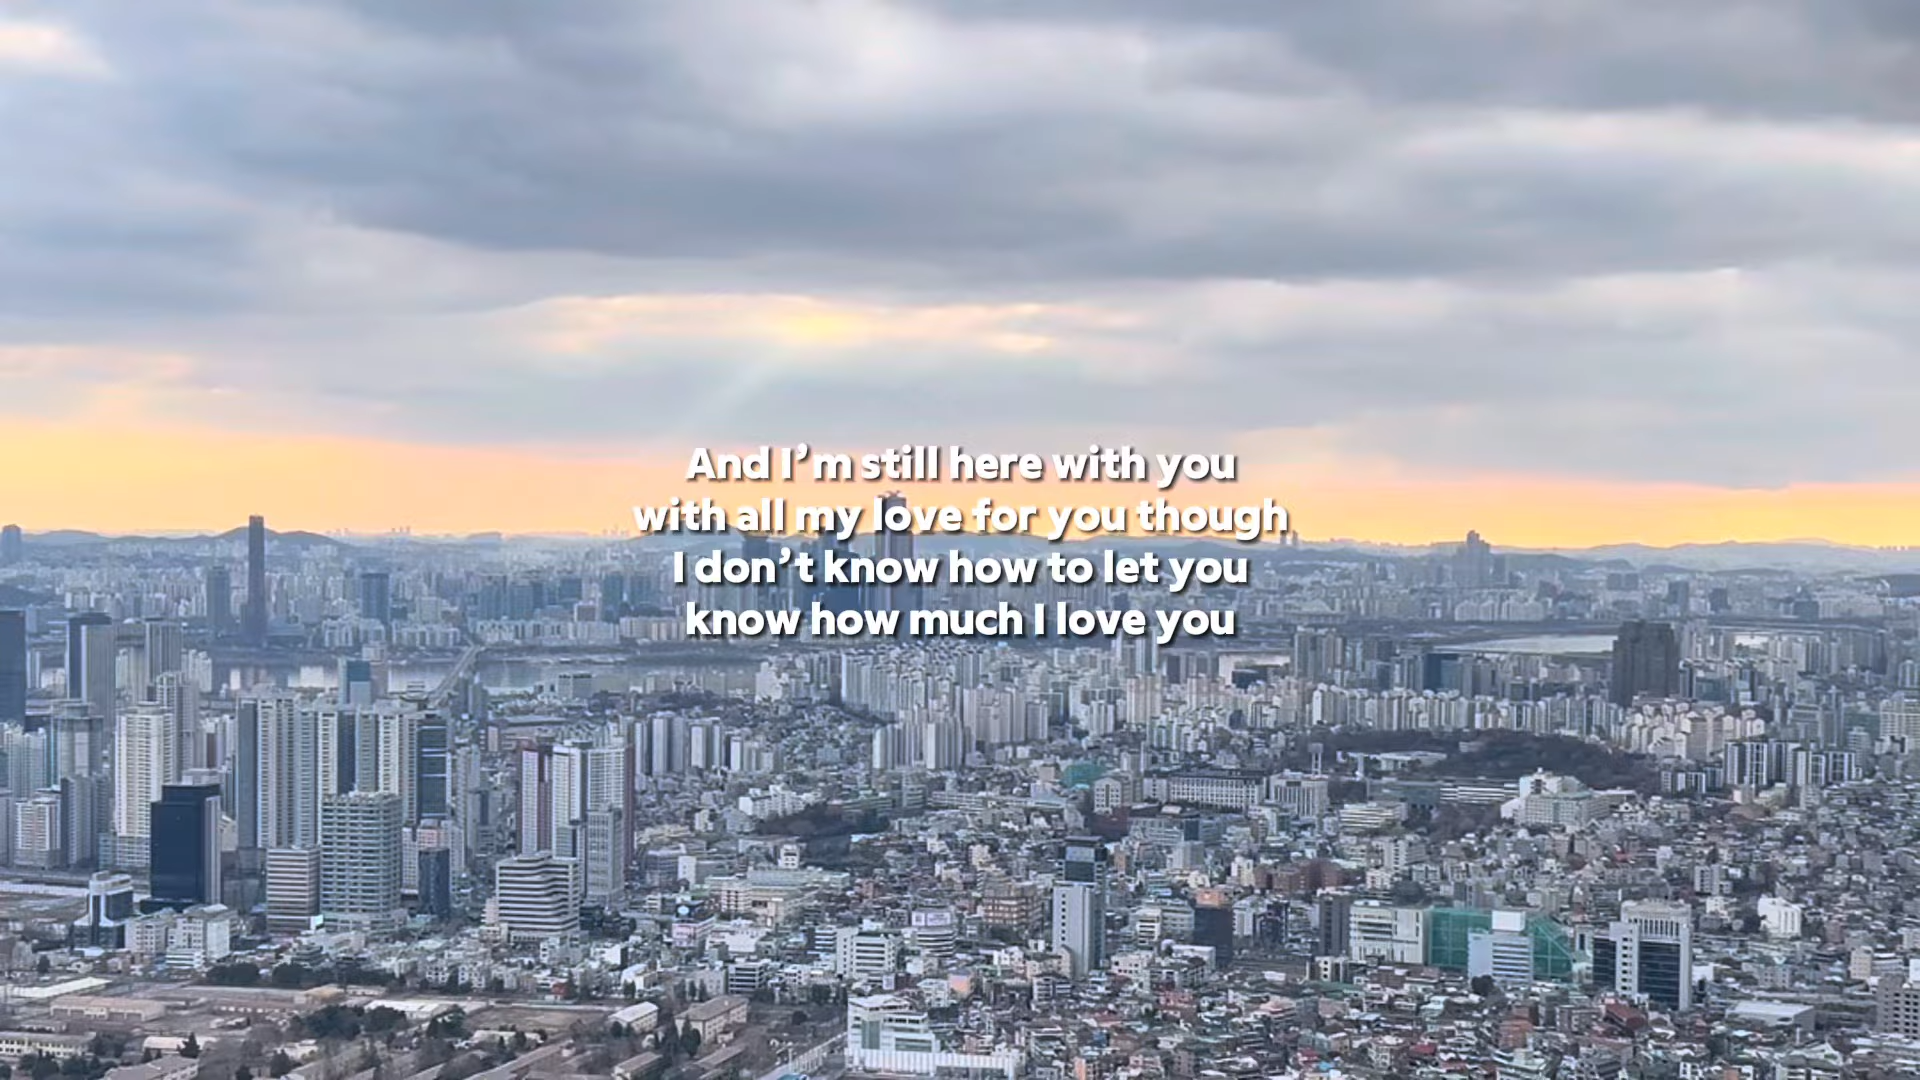 And I'm still here with you
with all my love for you though
I don't know how to let you
know how much I love you